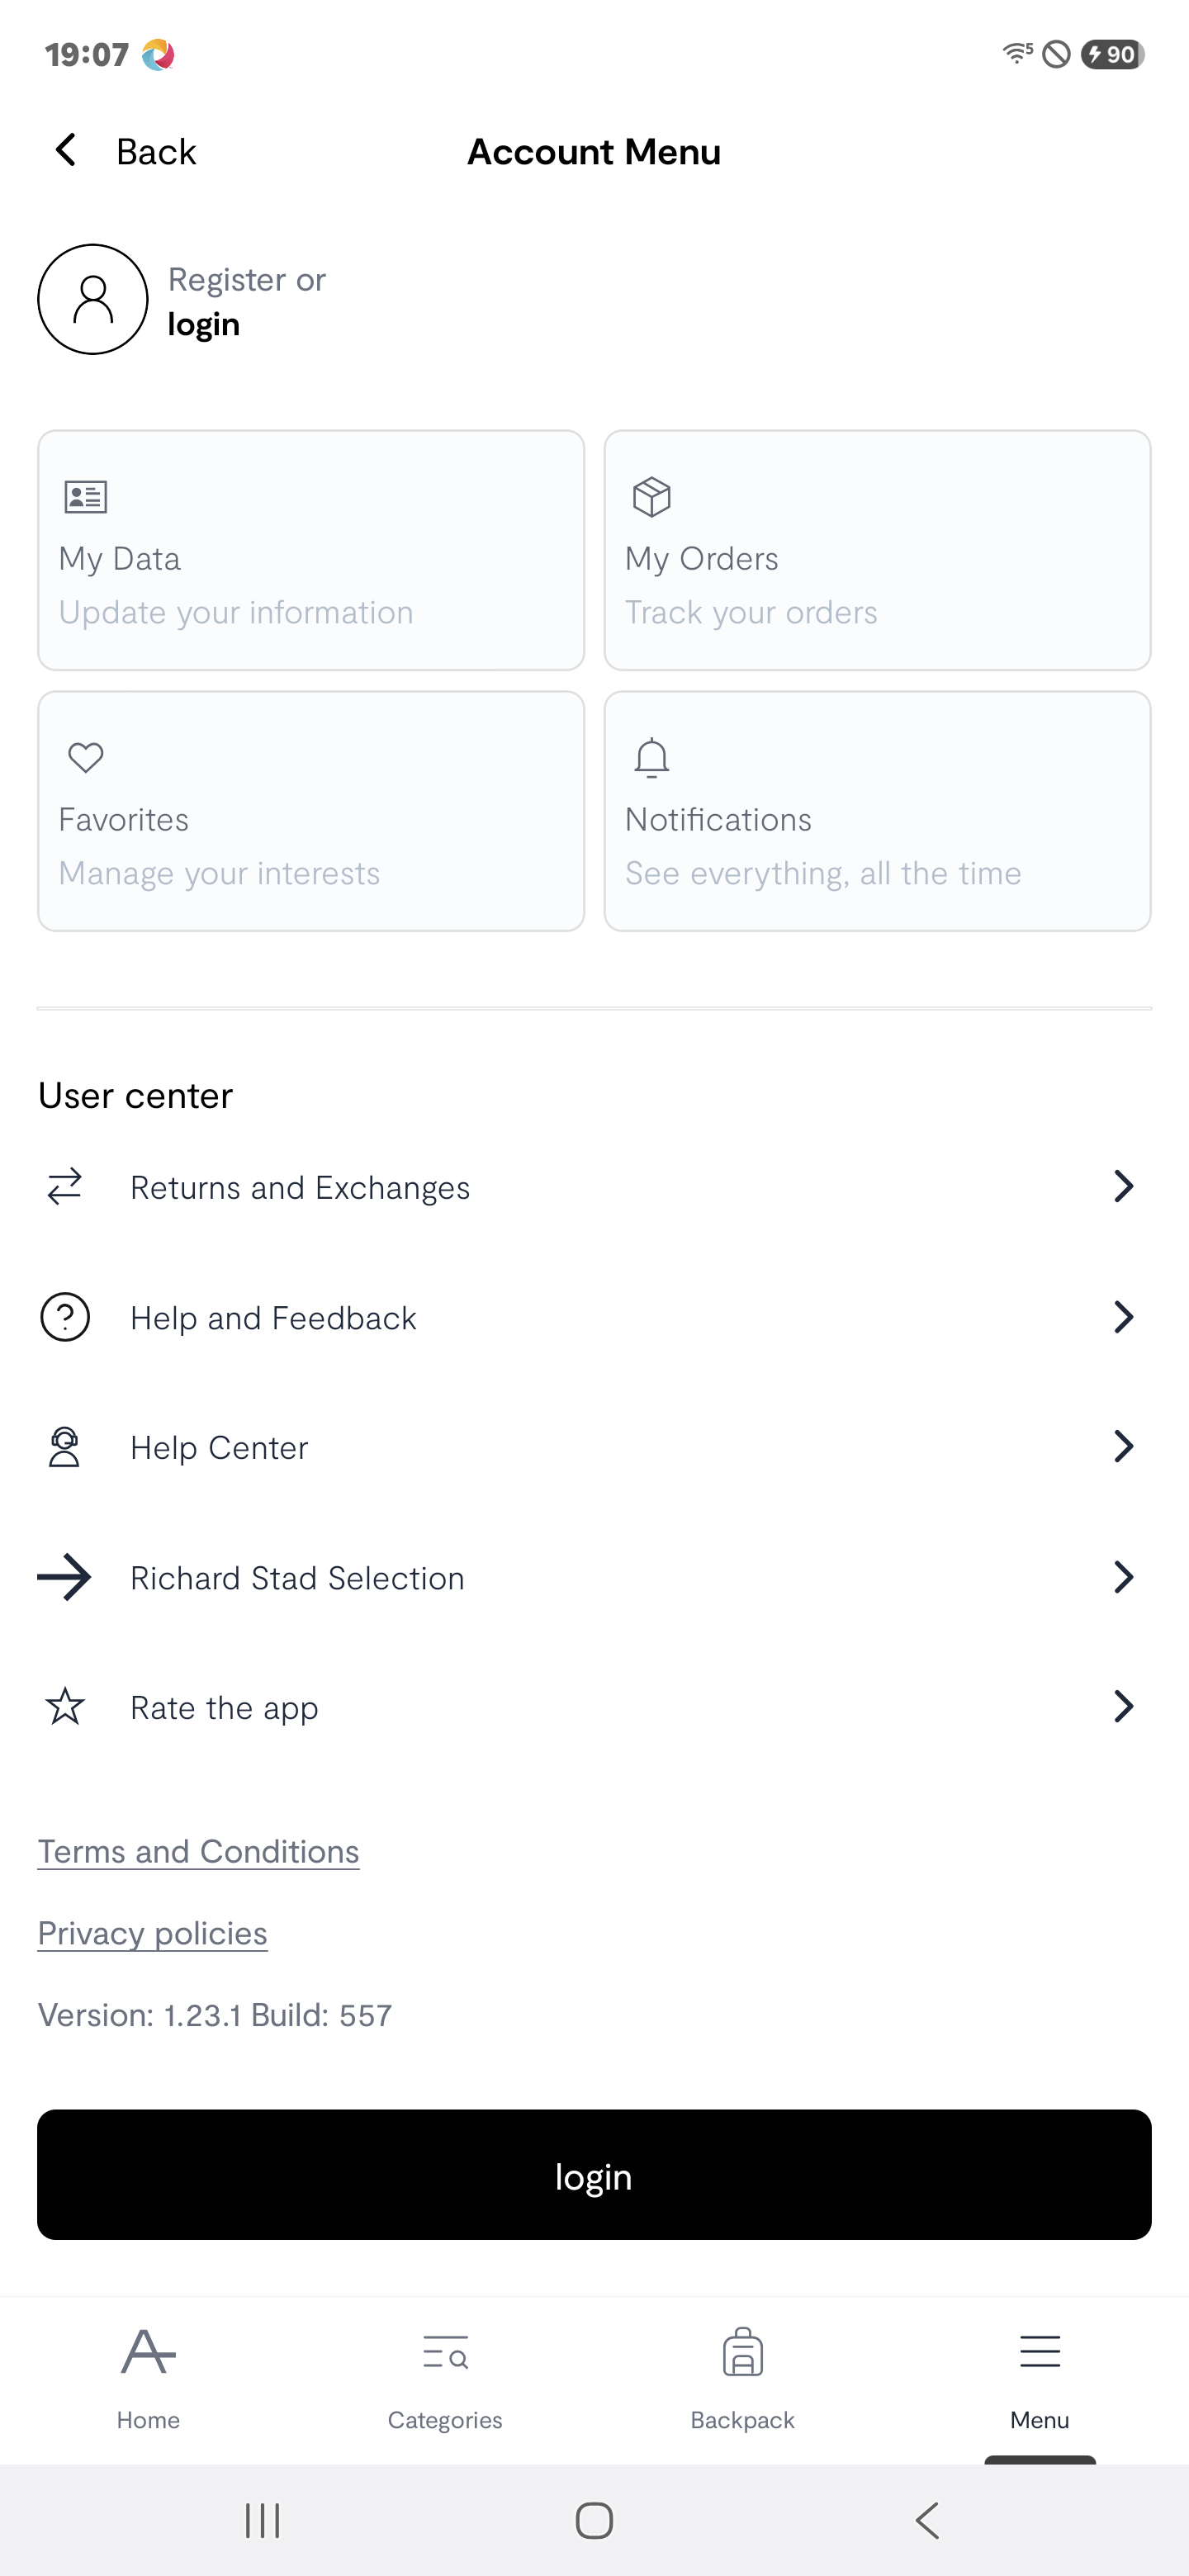 19:07
5
90
Back
Account Menu
Register or
login
My Data
Update your information
My Orders
Track your orders
Favorites
Manage your interests
Notifications
See everything, all the time
User center
Returns and Exchanges
Help and Feedback
Help Center
Richard Stad Selection
Rate the app
Terms and Conditions
Privacy policies
Version: 1.23.1 Build: 557
login
Home
Categories
Backpack
Menu